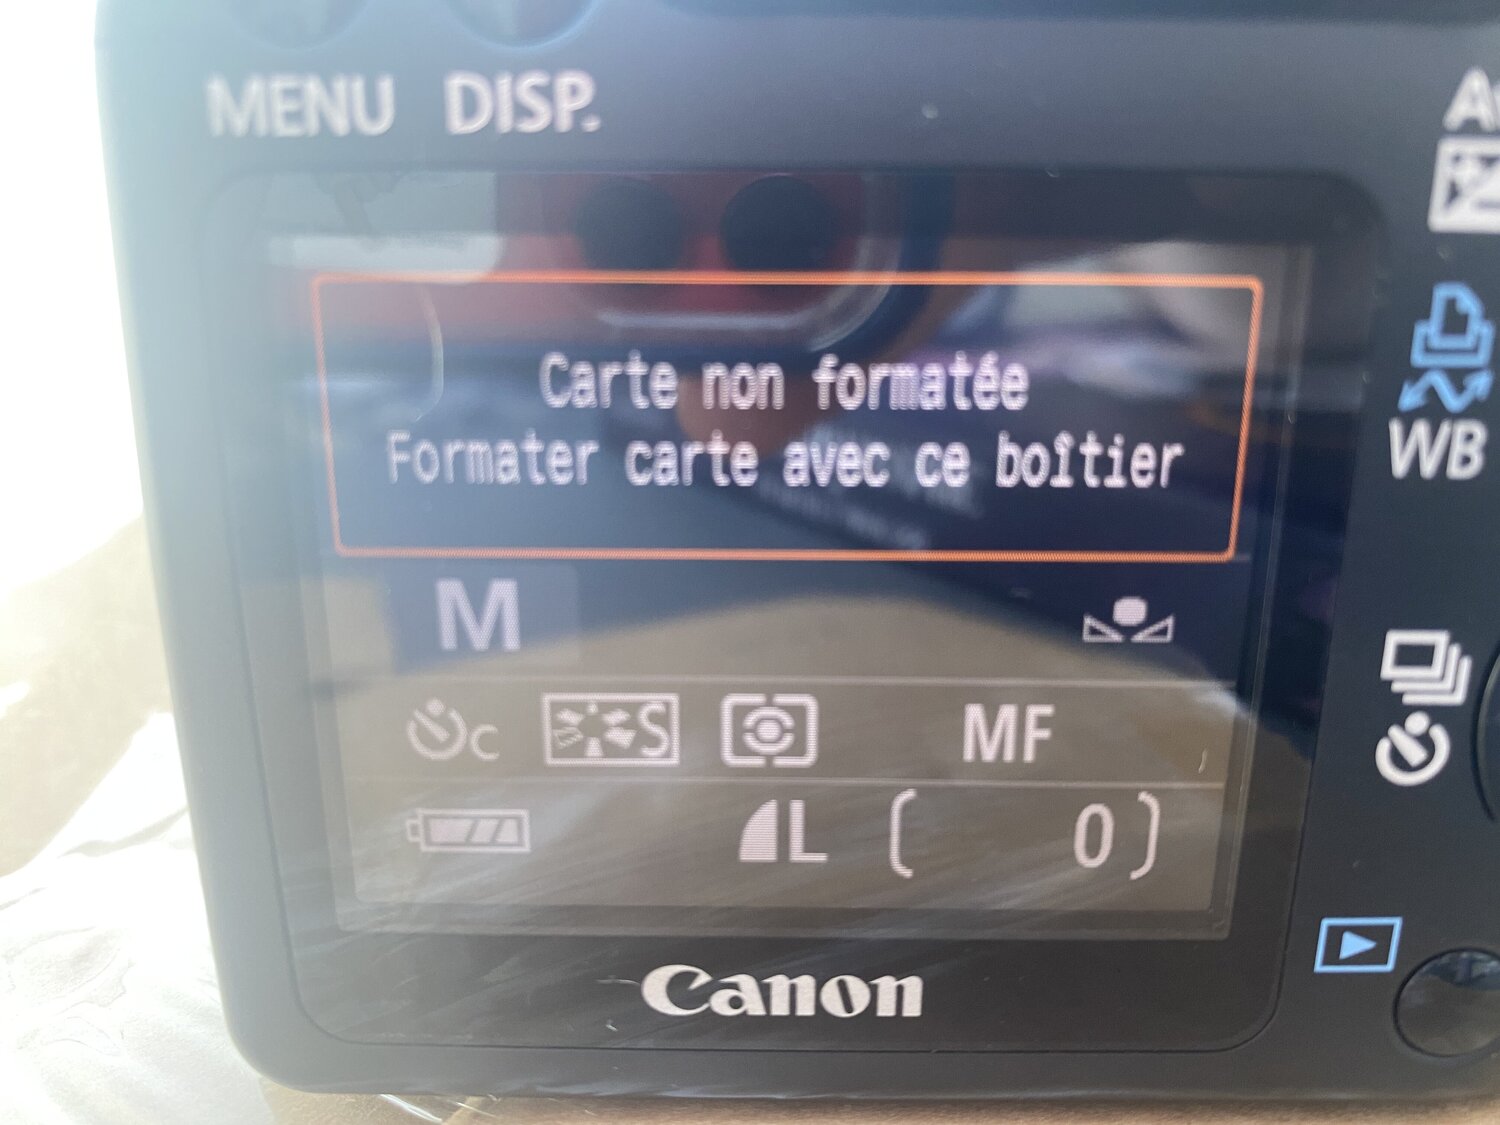 MENU DISP.
Carte non formatée
Formater carte avec ce boîtier
M
C S MF
L ( 0 )
WB
Canon